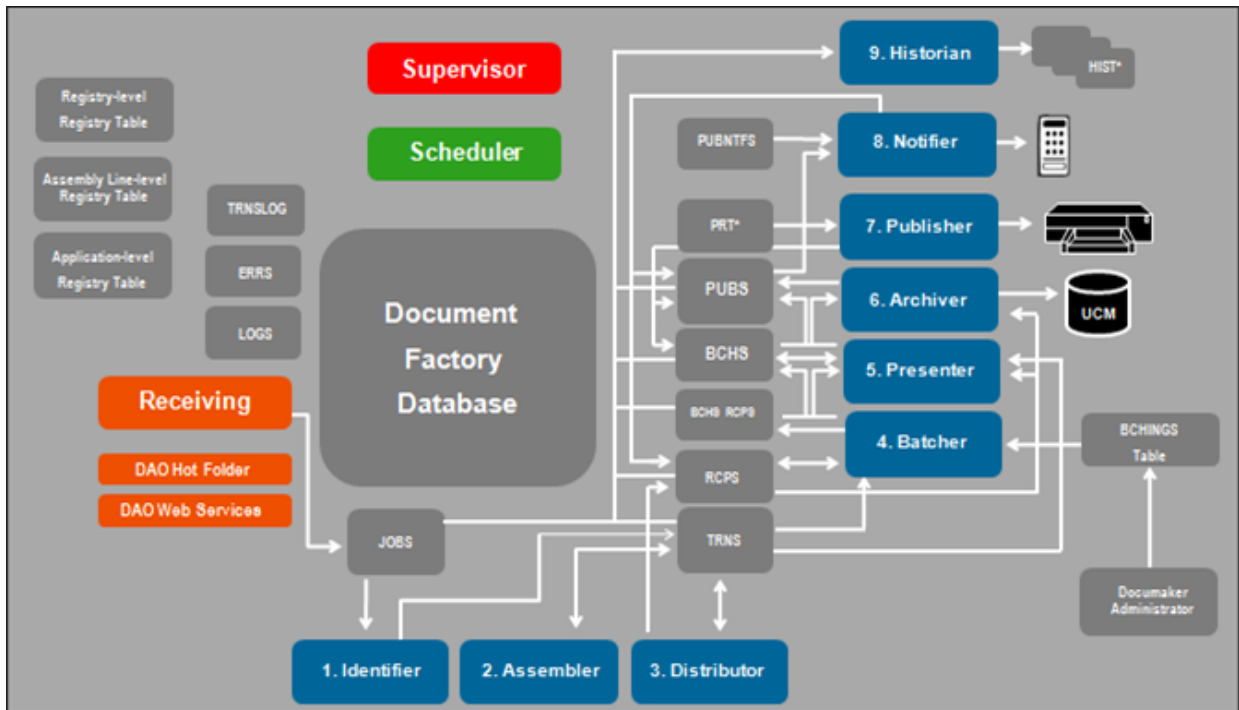 Supervisor
Scheduler
Registry-level
Registry Table
Assembly Line-level
Registry Table
Application-level
Registry Table
TRNSLOG
ERRS
LOGS
Document
Factory
Database
Receiving
DAO Hot Folder
DAO Web Services
JOBS
1. Identifier
2. Assembler
3. Distributor
PUBNTFS
PRT*
PUBS
BCHS
BCHS RCPS
RCPS
TRNS
9. Historian
HIST*
8. Notifier
7. Publisher
6. Archiver
UCM
5. Presenter
4. Batcher
BCHINGS
Table
Documaker
Administrator